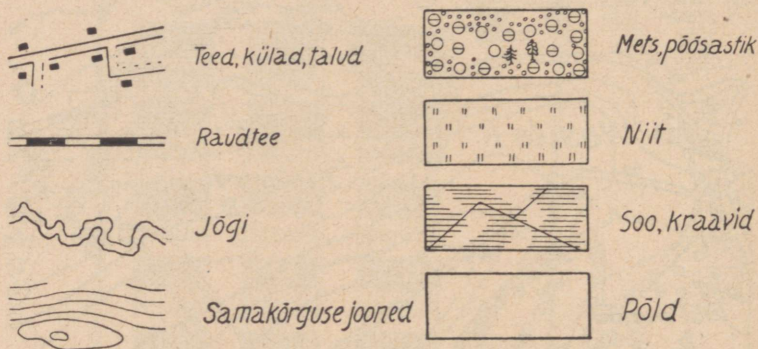 Teed, külad, talud
Raudtee
Jõgi
Samakõrguse jooned
Mets, põõsastik
Niit
Soo, kraavid
Põld